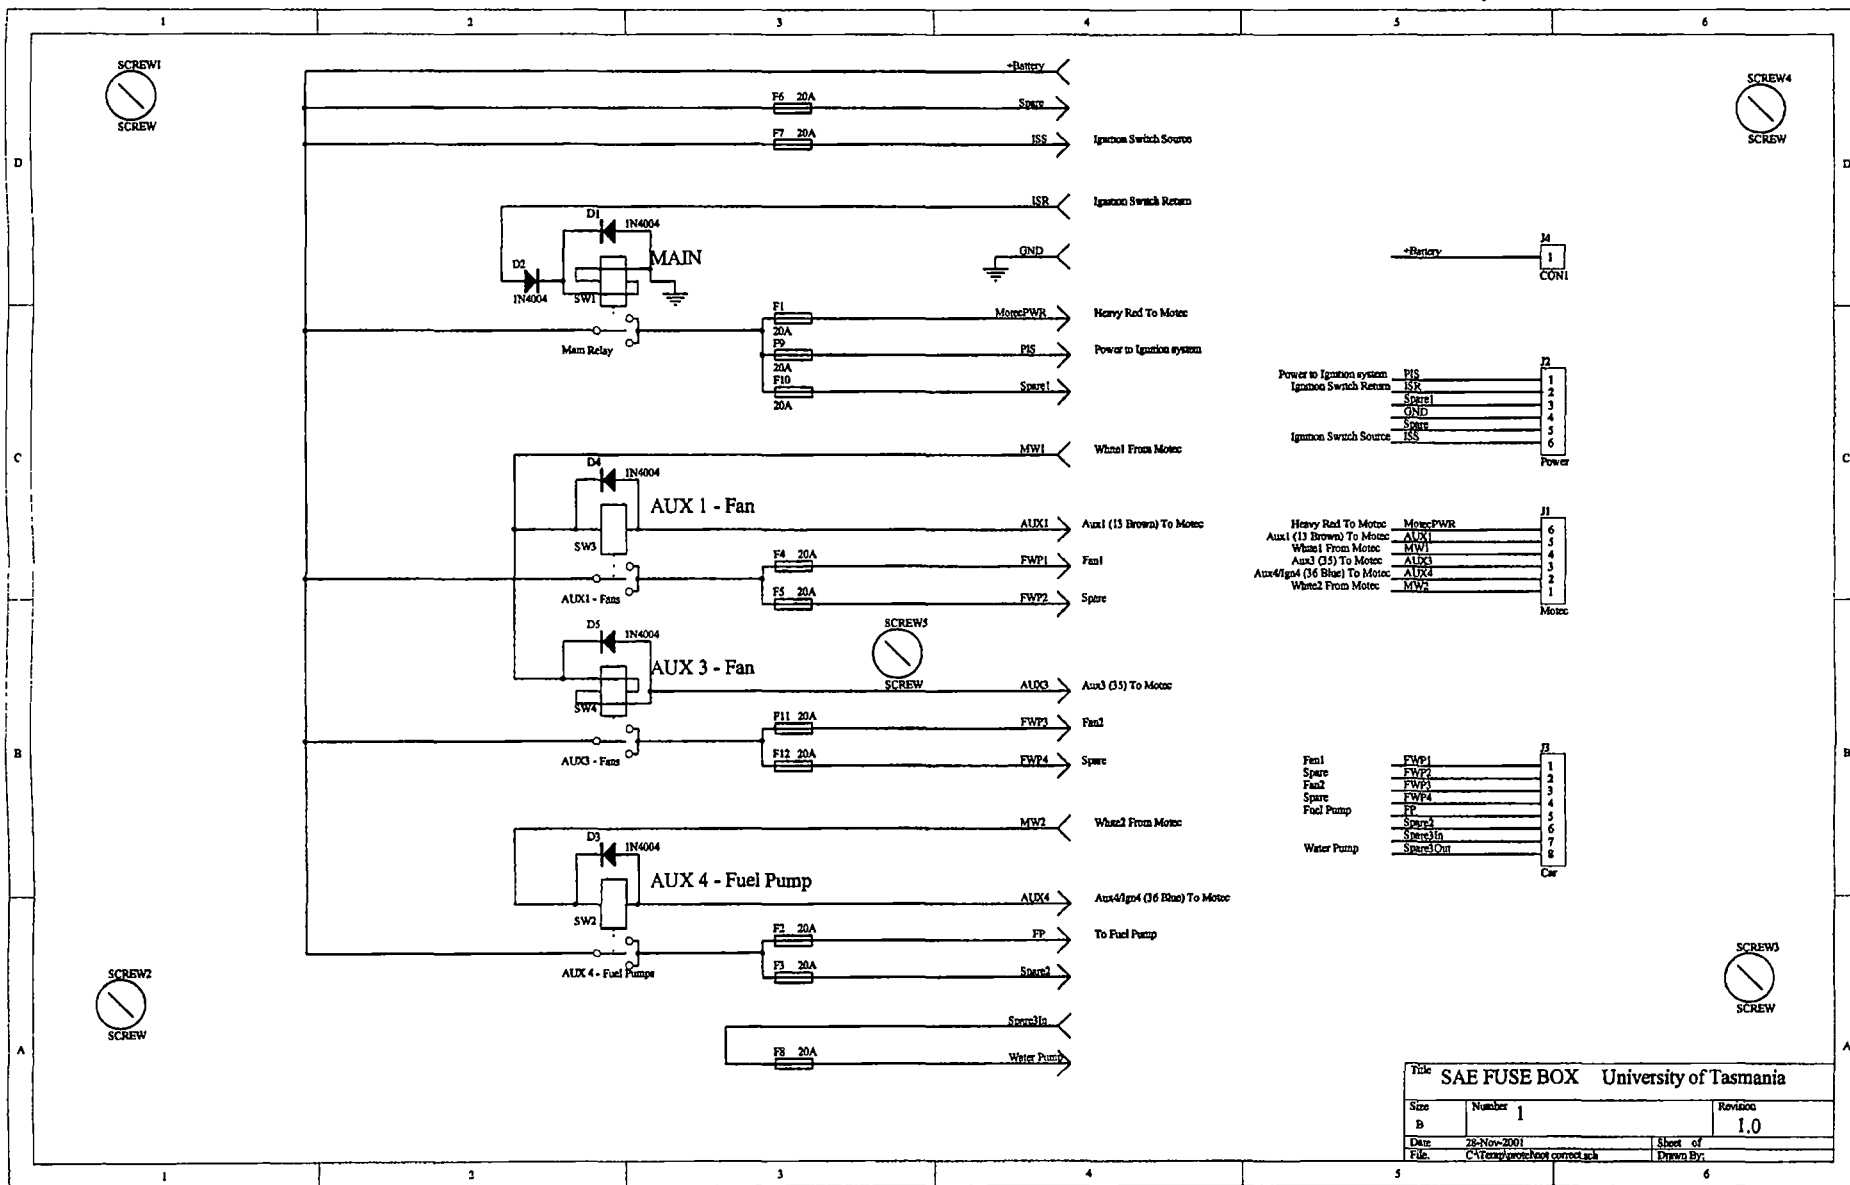 1 2 3 4 5 6
SCREW1
SCREW
SCREW4
SCREW
D D
+Battery
F6 20A Spare
F7 20A ISS Ignition Switch Source
ISR Ignition Switch Return
D1
1N4004
MAIN
D2
1N4004
SW1
GND
+Battery
J4
1
CON1
Main Relay
F1
20A
MotecPWR Heavy Red To Motec
F9
20A
PIS Power to Ignition system
F10
20A
Spare1
J2
Power to Ignition system PIS 1
Ignition Switch Return ISR 2
Spare1 3
GND 4
Spare 5
Ignition Switch Source ISS 6
Power
C C
MW1 White1 From Motec
D4
1N4004
AUX 1 - Fan
SW3
AUX1 Aux1 (13 Brown) To Motec
F4 20A FWP1 Fan1
AUX1 - Fans
F5 20A FWP2 Spare
J1
Heavy Red To Motec MotecPWR 6
Aux1 (13 Brown) To Motec AUX1 5
White1 From Motec MW1 4
Aux3 (35) To Motec AUX3 3
Aux4/Ign4 (36 Blue) To Motec AUX4 2
White2 From Motec MW2 1
Motec
D5
1N4004
AUX 3 - Fan
SCREW5
SCREW
SW4
AUX3 Aux3 (35) To Motec
F11 20A FWP3 Fan2
AUX3 - Fans
F12 20A FWP4 Spare
B B
J3
Fan1 FWP1 1
Spare FWP2 2
Fan2 FWP3 3
Spare FWP4 4
Fuel Pump FP 5
Spare2 6
Spare3In 7
Water Pump Spare3Out 8
Car
MW2 White2 From Motec
D3
1N4004
AUX 4 - Fuel Pump
SW2
AUX4 Aux4/Ign4 (36 Blue) To Motec
F2 20A FP To Fuel Pump
AUX 4 - Fuel Pumps
F3 20A Spare2
SCREW2
SCREW
SCREW3
SCREW
A A
Spare3In
F8 20A Water Pump
Title SAE FUSE BOX University of Tasmania
Size B
Number 1
Revision 1.0
Date 28-Nov-2001 Sheet of
File. C:\Temp\protel\not correct.sch Drawn By:
1 2 3 4 5 6